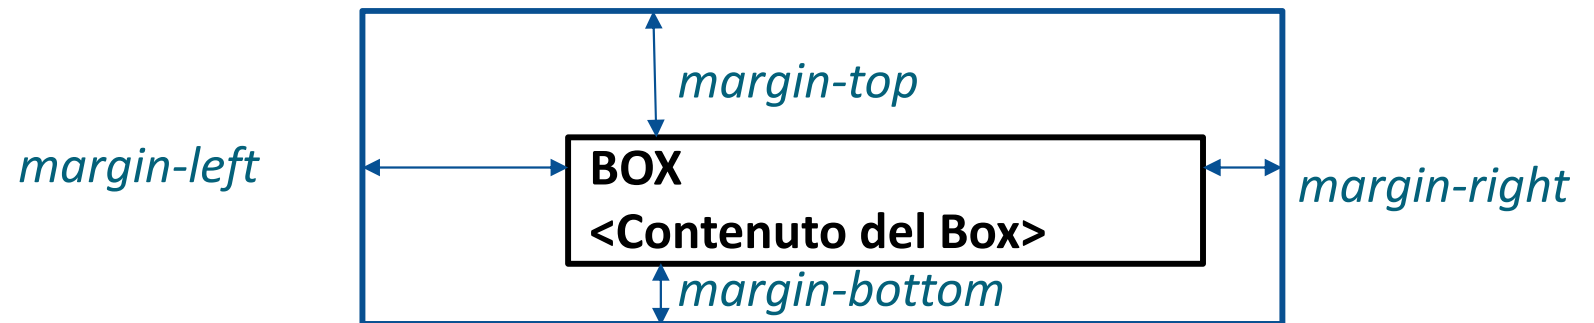 margin-top
margin-left
BOX
margin-right
<Contenuto del Box>
margin-bottom